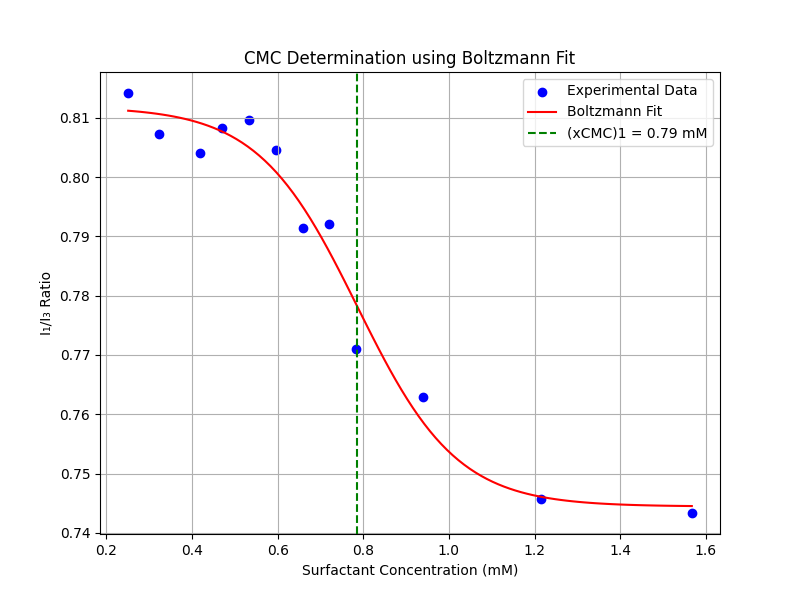 CMC Determination using Boltzmann Fit
Experimental Data
Boltzmann Fit
(xCMC)1 = 0.79 mM
I₁/I₃ Ratio
0.81
0.80
0.79
0.78
0.77
0.76
0.75
0.74
0.2 0.4 0.6 0.8 1.0 1.2 1.4 1.6
Surfactant Concentration (mM)